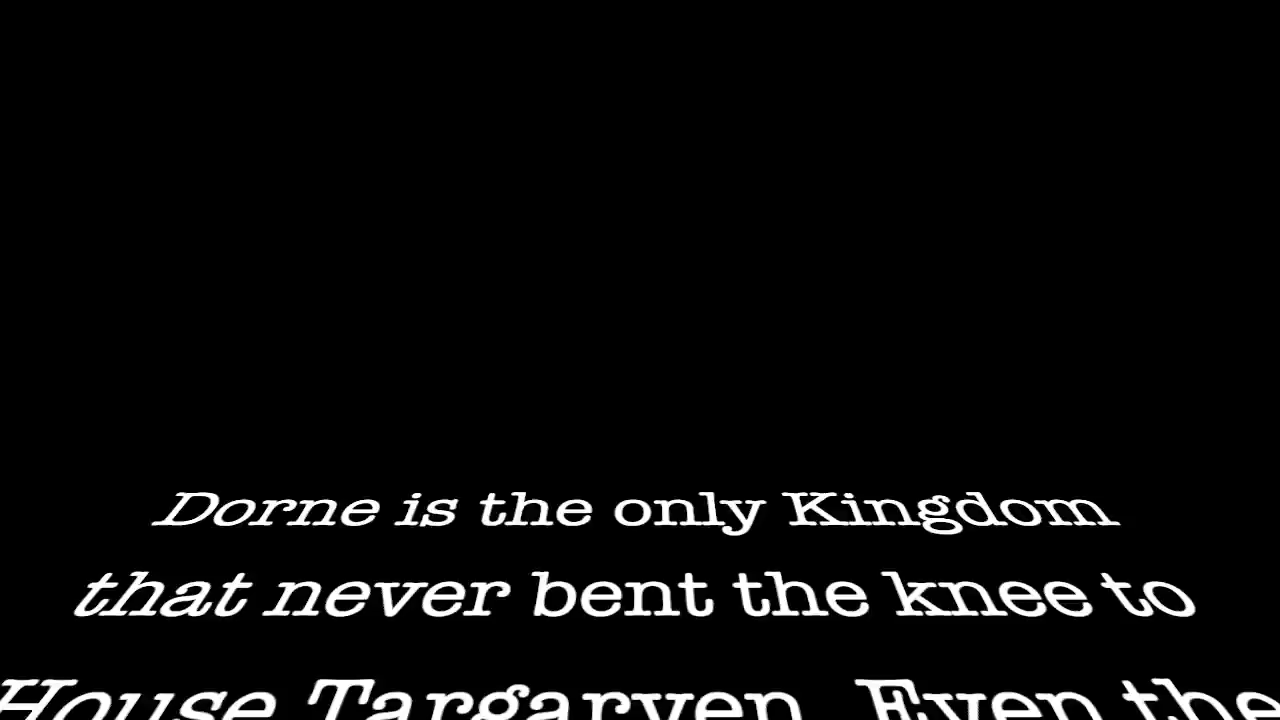 Dorne is the only Kingdom
that never bent the knee to
House Targaryen. Even the